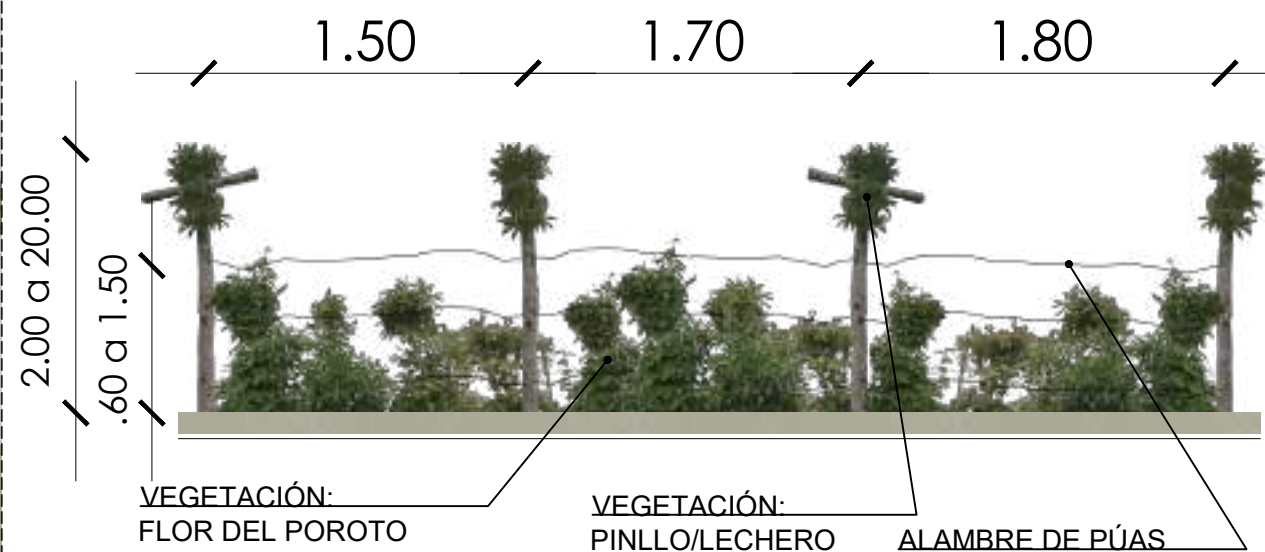 1.50 1.70 1.80
2.00 a 20.00
.60 a 1.50
VEGETACIÓN:
FLOR DEL POROTO
VEGETACIÓN:
PINLLO/LECHERO
ALAMBRE DE PÚAS